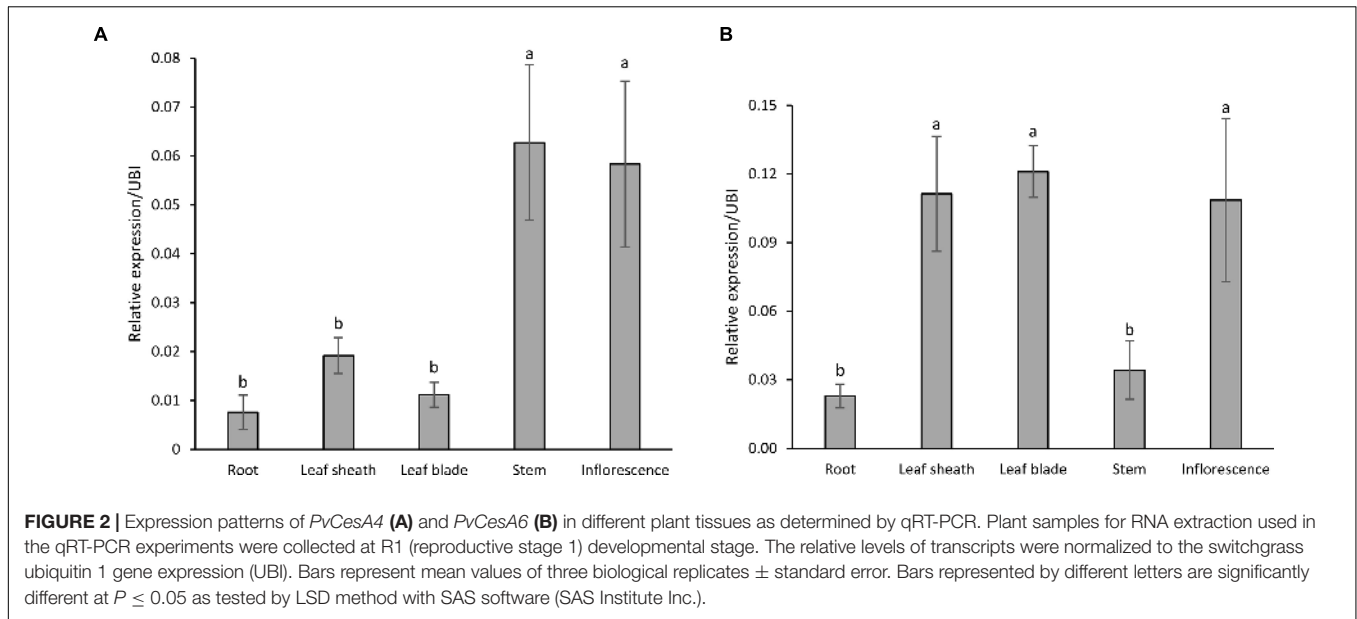 A
0.08
0.07
0.06
0.05
0.04
0.03
0.02
0.01
0
Relative expression/UBI
b
b
b
a
a
Root
Leaf sheath
Leaf blade
Stem
Inflorescence
B
0.15
0.12
0.09
0.06
0.03
0.00
Relative expression/UBI
b
a
a
b
a
Root
Leaf sheath
Leaf blade
Stem
Inflorescence
FIGURE 2 | Expression patterns of PvCesA4 (A) and PvCesA6 (B) in different plant tissues as determined by qRT-PCR. Plant samples for RNA extraction used in
the qRT-PCR experiments were collected at R1 (reproductive stage 1) developmental stage. The relative levels of transcripts were normalized to the switchgrass
ubiquitin 1 gene expression (UBI). Bars represent mean values of three biological replicates ± standard error. Bars represented by different letters are significantly
different at P ≤ 0.05 as tested by LSD method with SAS software (SAS Institute Inc.).